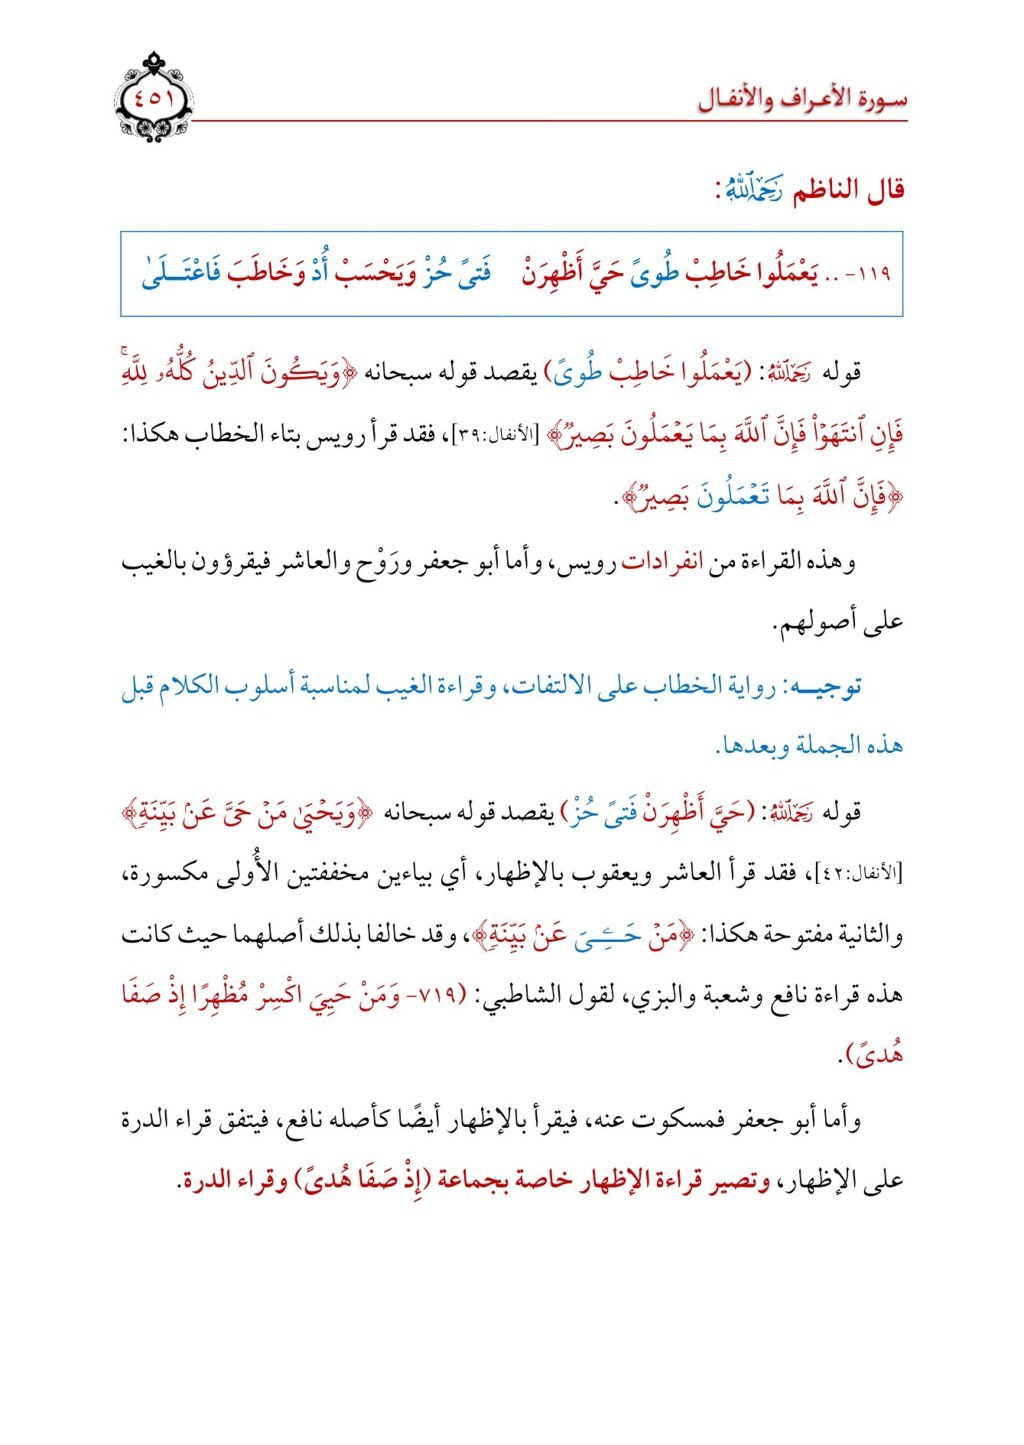 سورة الأعراف والأنفال
٤٥١
قال الناظم رَحِمَهُ ٱللَّهُ:
١١٩- .. يَعْمَلُوا خَاطِبْ طُوىً حَيَّ أَظْهِرَنْ فَتىً حُزْ وَيَحْسَبْ أُدْ وَخَاطَبَ فَاعْتَــلَىٰ
قوله رَحِمَهُ ٱللَّهُ: (يَعْمَلُوا خَاطِبْ طُوىً) يقصد قوله سبحانه ﴿وَيَكُونَ ٱلدِّينُ كُلُّهُۥ لِلَّهِۚ
فَإِنِ ٱنتَهَوۡاْ فَإِنَّ ٱللَّهَ بِمَا يَعۡمَلُونَ بَصِيرٞ﴾ [الأنفال:٣٩]، فقد قرأ رويس بتاء الخطاب هكذا:
﴿فَإِنَّ ٱللَّهَ بِمَا تَعۡمَلُونَ بَصِيرٞ﴾.
وهذه القراءة من انفرادات رويس، وأما أبو جعفر ورَوْح والعاشر فيقرؤون بالغيب
على أصولهم.
توجيــه: رواية الخطاب على الالتفات، وقراءة الغيب لمناسبة أسلوب الكلام قبل
هذه الجملة وبعدها.
قوله رَحِمَهُ ٱللَّهُ: (حَيَّ أَظْهِرَنْ فَتىً حُزْ) يقصد قوله سبحانه ﴿وَيَحۡيَىٰ مَنۡ حَيَّ عَنۢ بَيِّنَةٖ﴾
[الأنفال:٤٢]، فقد قرأ العاشر ويعقوب بالإظهار، أي بياءين مخففتين الأُولى مكسورة،
والثانية مفتوحة هكذا: ﴿مَنۡ حَـــِۧيَ عَنۢ بَيِّنَةٖ﴾، وقد خالفا بذلك أصلهما حيث كانت
هذه قراءة نافع وشعبة والبزي، لقول الشاطبي: (٧١٩- وَمَنْ حَيِيَ اكْسِرْ مُظْهِرًا إِذْ صَفَا
هُدىً).
وأما أبو جعفر فمسكوت عنه، فيقرأ بالإظهار أيضًا كأصله نافع، فيتفق قراء الدرة
على الإظهار، وتصير قراءة الإظهار خاصة بجماعة (إِذْ صَفَا هُدىً) وقراء الدرة.